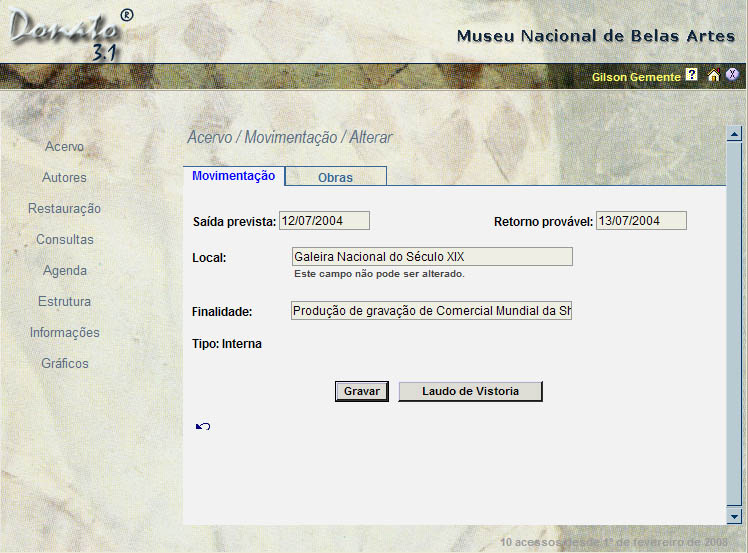 Donato ®
3.1
Museu Nacional de Belas Artes
Gilson Gemente ? X
Acervo / Movimentação / Alterar
Acervo
Autores
Restauração
Consultas
Agenda
Estrutura
Informações
Gráficos
Movimentação Obras
Saída prevista: 12/07/2004 Retorno provável: 13/07/2004
Local: Galeira Nacional do Século XIX
Este campo não pode ser alterado.
Finalidade: Produção de gravação de Comercial Mundial da Sh
Tipo: Interna
Gravar Laudo de Vistoria
10 acessos desde 1º de fevereiro de 2008